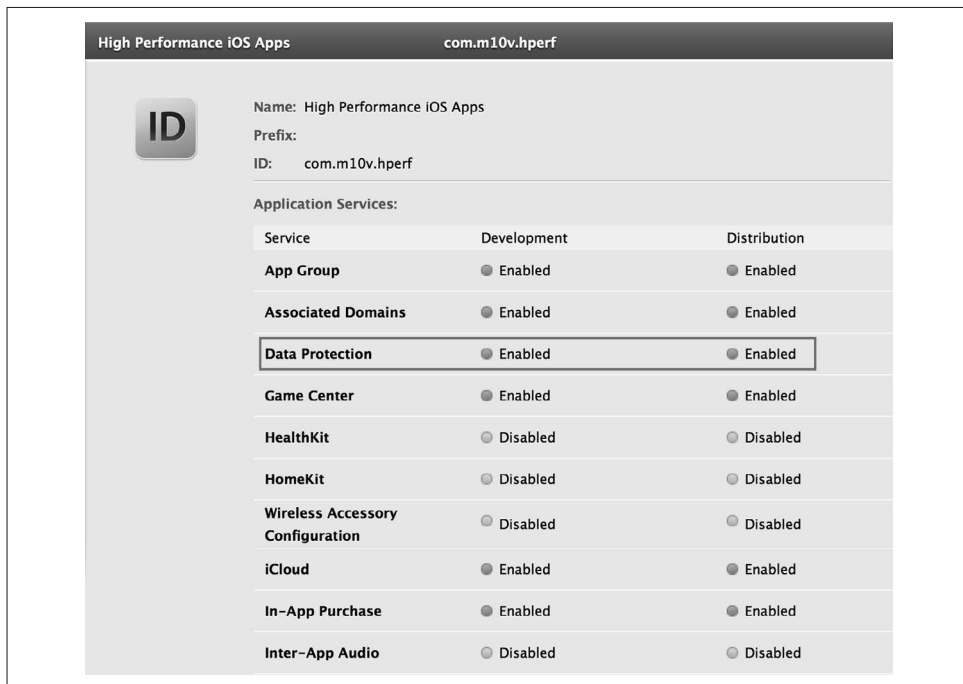 High Performance iOS Apps com.m10v.hperf
ID
Name: High Performance iOS Apps
Prefix:
ID: com.m10v.hperf
Application Services:
Service Development Distribution
App Group Enabled Enabled
Associated Domains Enabled Enabled
Data Protection Enabled Enabled
Game Center Enabled Enabled
HealthKit Disabled Disabled
HomeKit Disabled Disabled
Wireless Accessory
Configuration Disabled Disabled
iCloud Enabled Enabled
In-App Purchase Enabled Enabled
Inter-App Audio Disabled Disabled